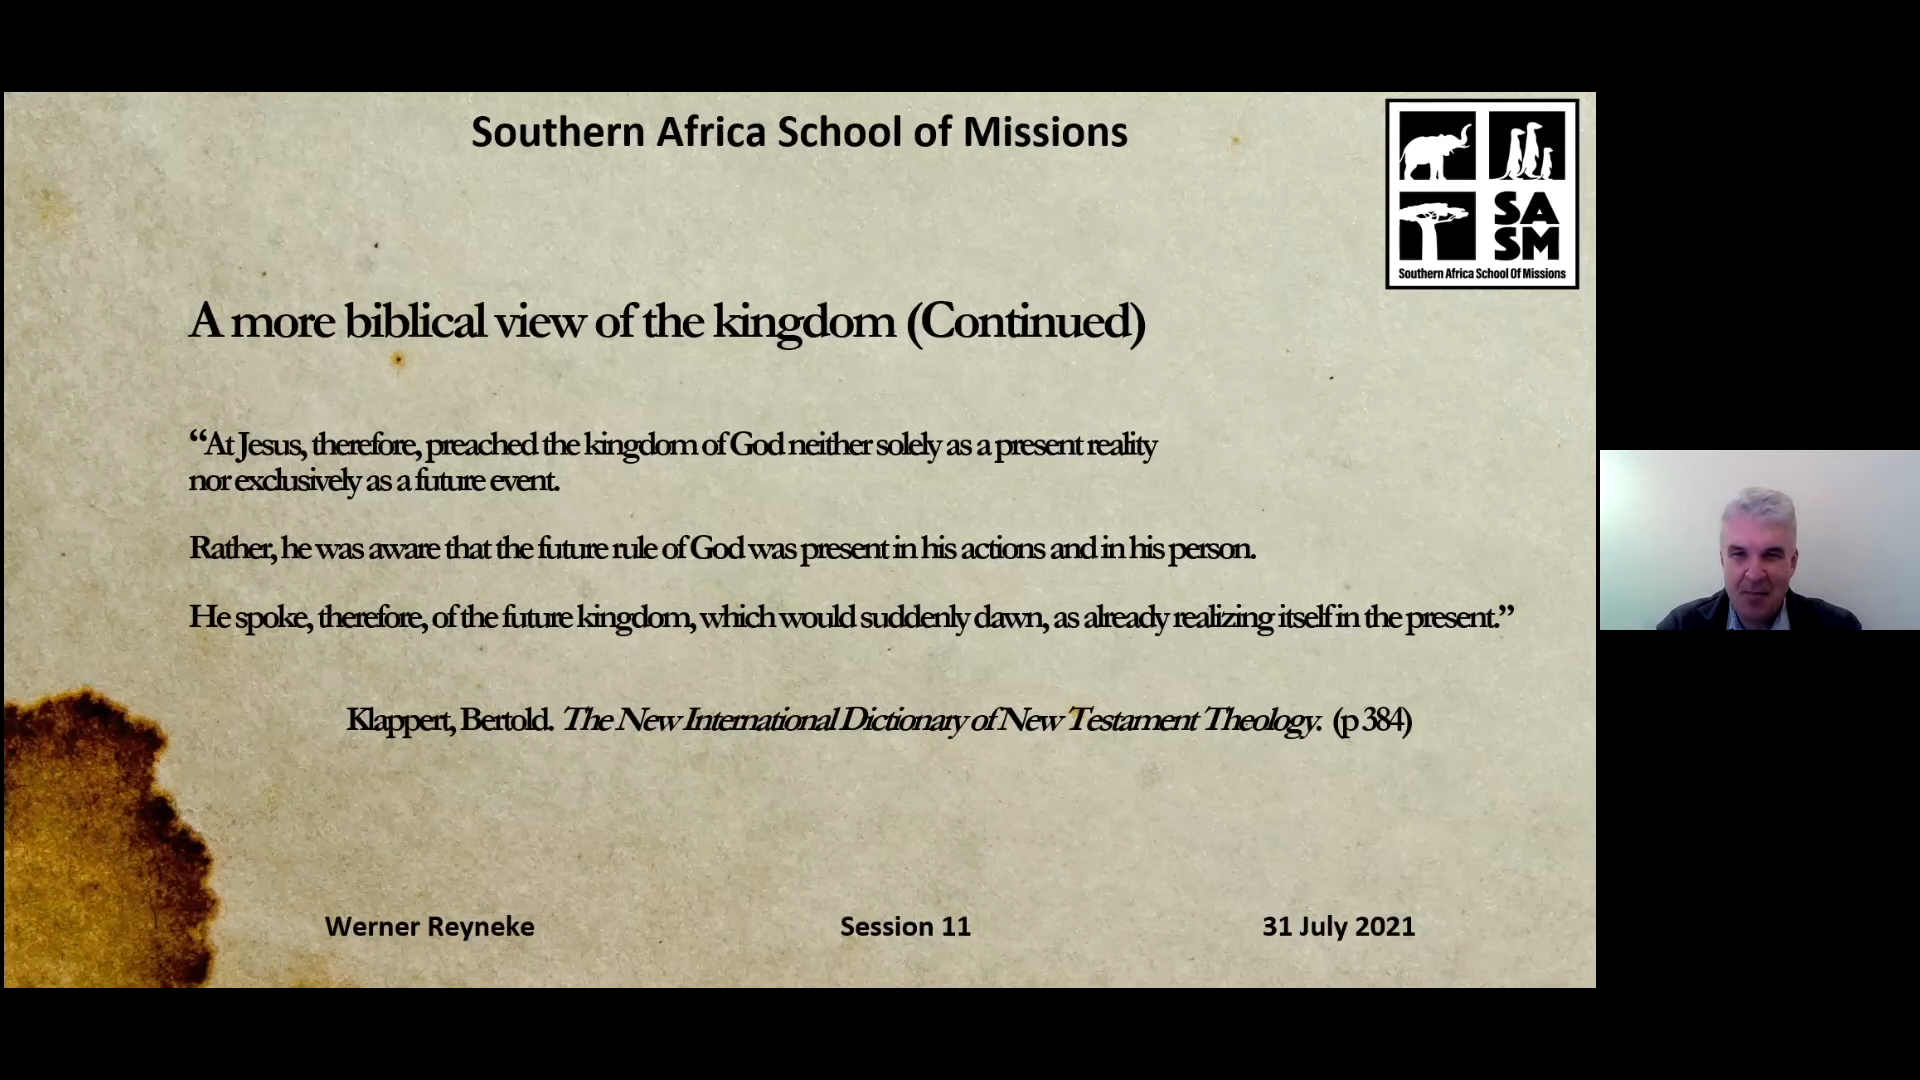 Southern Africa School of Missions
SA
SM
Southern Africa School Of Missions
A more biblical view of the kingdom (Continued)
“At Jesus, therefore, preached the kingdom of God neither solely as a present reality
nor exclusively as a future event.
Rather, he was aware that the future rule of God was present in his actions and in his person.
He spoke, therefore, of the future kingdom, which would suddenly dawn, as already realizing itself in the present.”
Klappert, Bertold. The New International Dictionary of New Testament Theology. (p 384)
Werner Reyneke
Session 11
31 July 2021